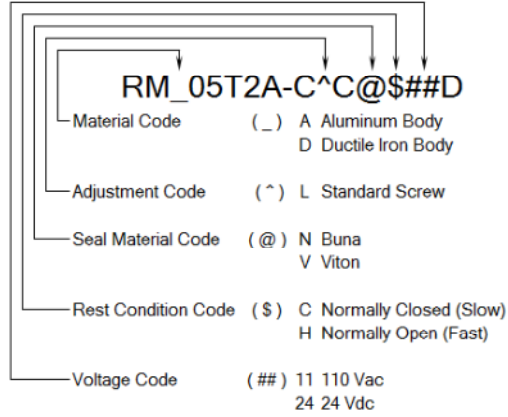 RM_05T2A-C^C@$##D
Material Code ( _ ) A Aluminum Body
D Ductile Iron Body
Adjustment Code ( ^ ) L Standard Screw
Seal Material Code ( @ ) N Buna
V Viton
Rest Condition Code ( $ ) C Normally Closed (Slow)
H Normally Open (Fast)
Voltage Code ( ## ) 11 110 Vac
24 24 Vdc